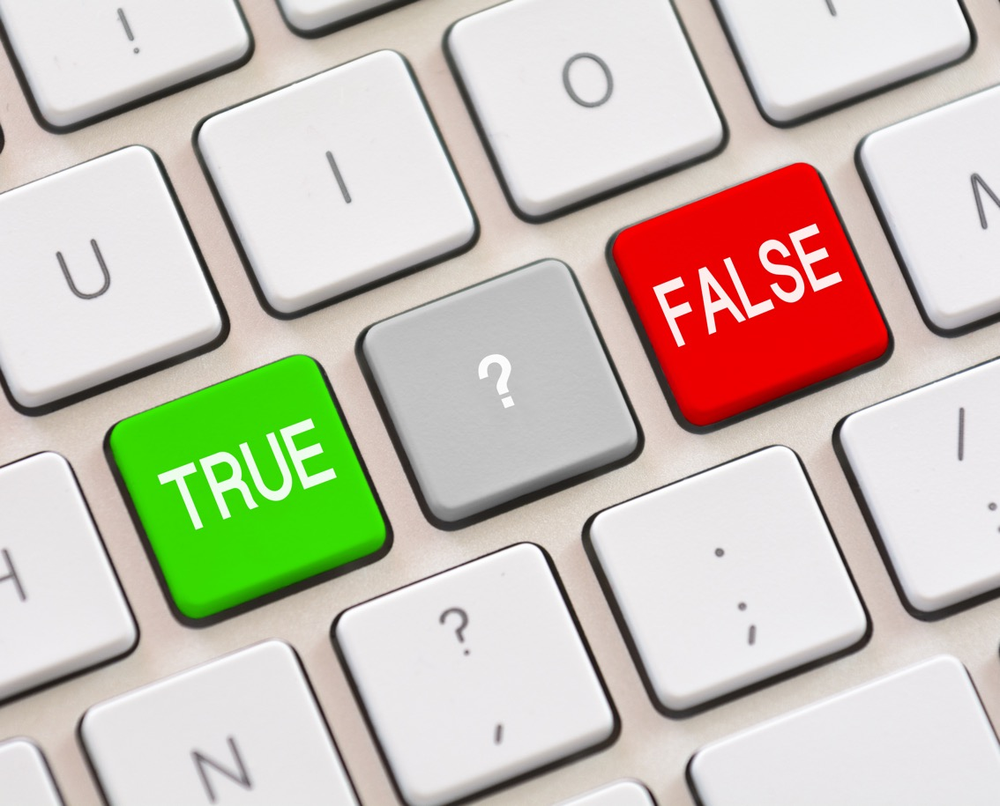 !
O
I
U
FALSE
?
TRUE
/
:
.
;
H
?
,
N